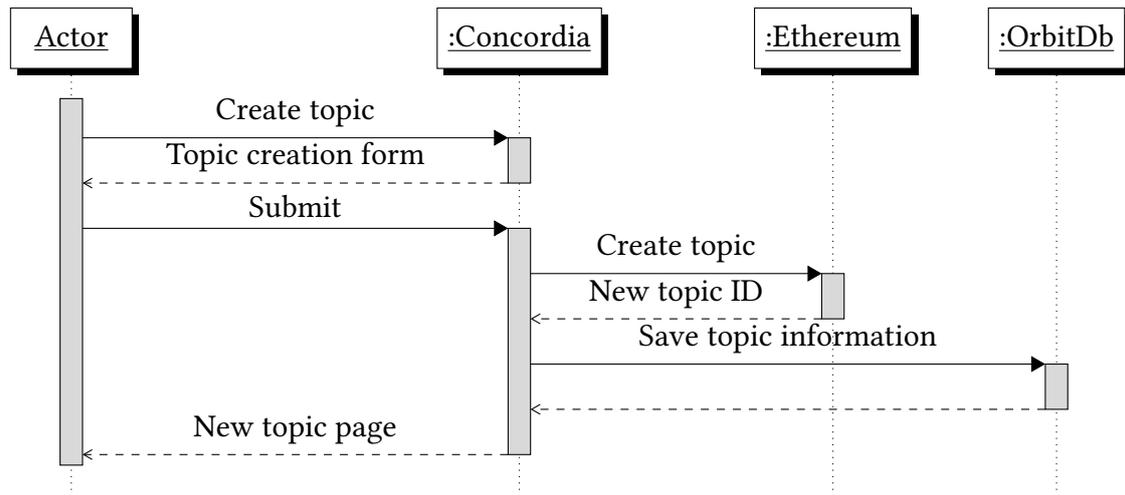 Actor
:Concordia
:Ethereum
:OrbitDb
Create topic
Topic creation form
Submit
Create topic
New topic ID
Save topic information
New topic page